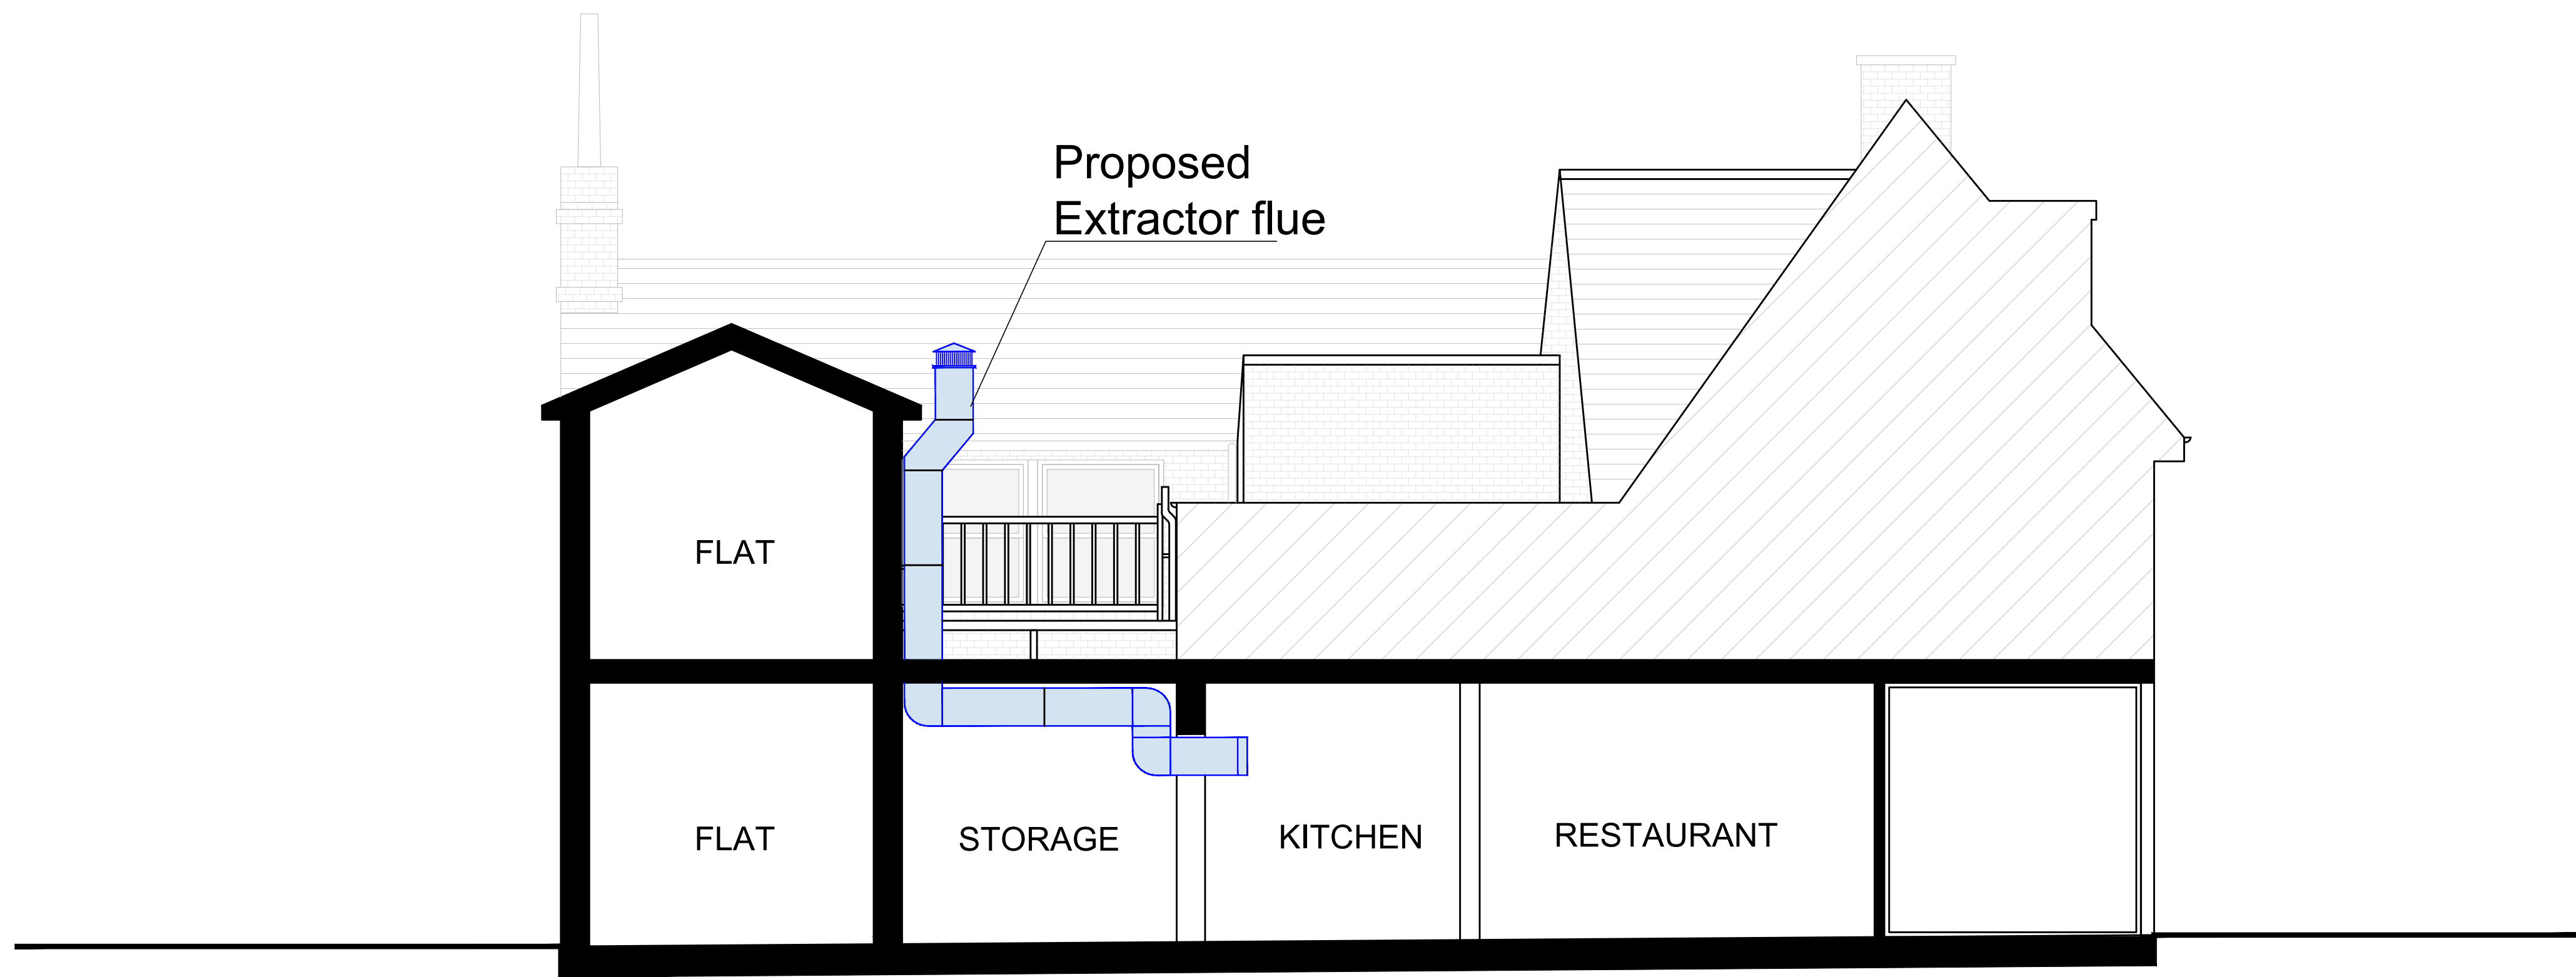 Proposed
Extractor flue
FLAT
FLAT
STORAGE
KITCHEN
RESTAURANT